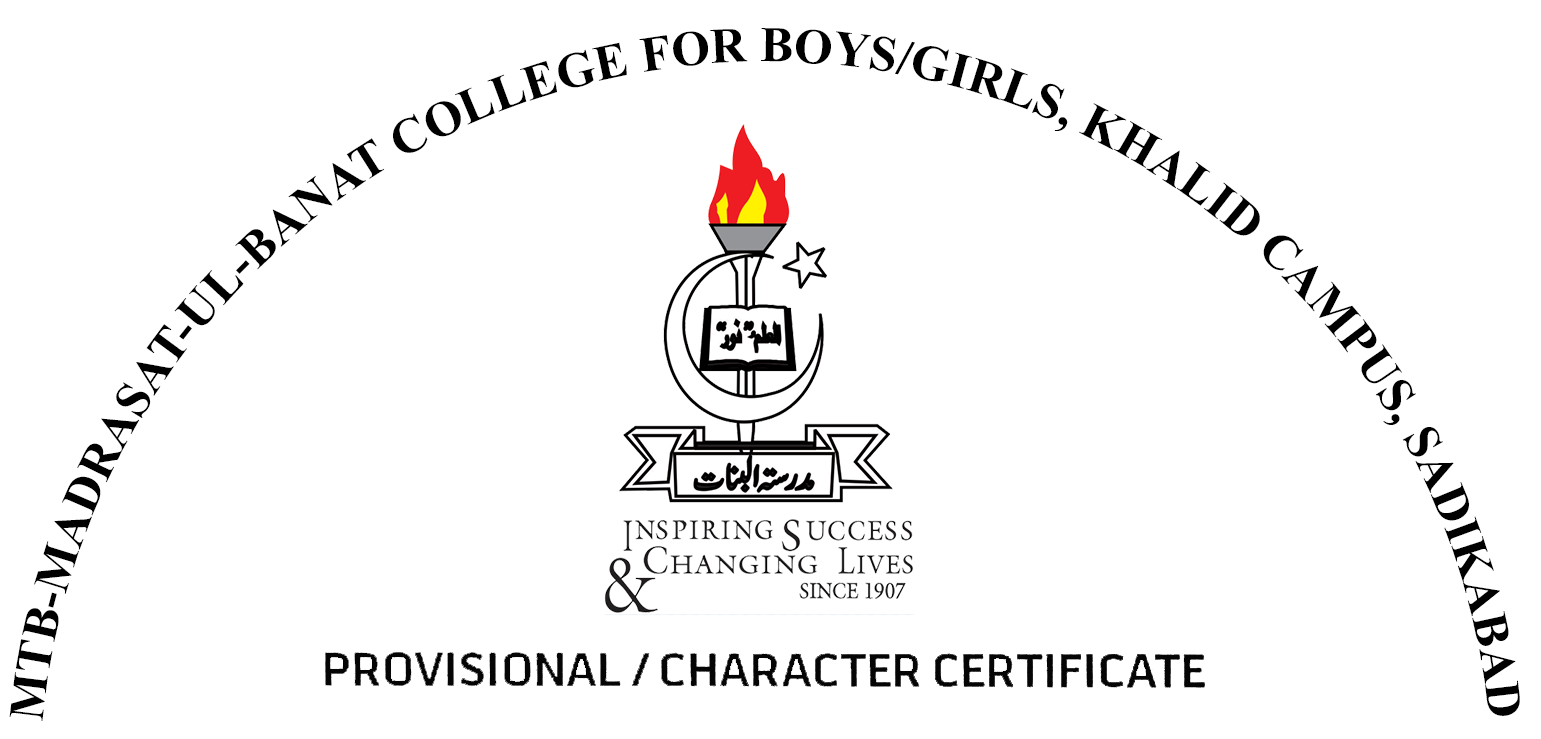 MTB-MADRASAT-UL-BANAT COLLEGE FOR BOYS/GIRLS, KHALID CAMPUS, SADIKABAD
العلمُ نورٌ
مدرستہ البنات
INSPIRING SUCCESS
& CHANGING LIVES
SINCE 1907
PROVISIONAL / CHARACTER CERTIFICATE